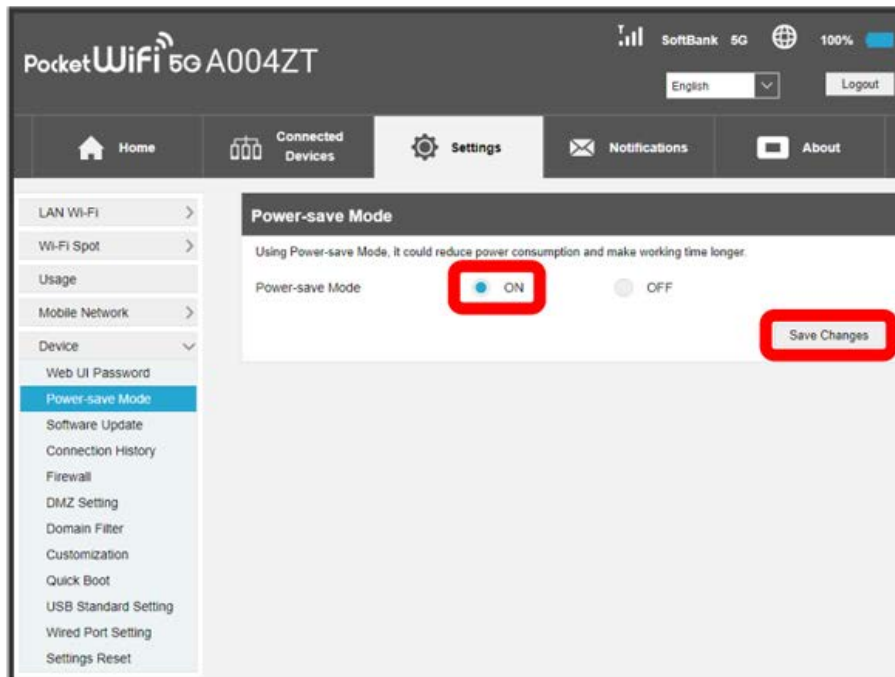 SoftBank 5G 100%
Pocket WiFi 5G A004ZT
English Logout
Home Connected Devices Settings Notifications About
LAN Wi-Fi
Wi-Fi Spot
Usage
Mobile Network
Device
Web UI Password
Power-save Mode
Software Update
Connection History
Firewall
DMZ Setting
Domain Filter
Customization
Quick Boot
USB Standard Setting
Wired Port Setting
Settings Reset
Power-save Mode
Using Power-save Mode, it could reduce power consumption and make working time longer.
Power-save Mode ON OFF
Save Changes